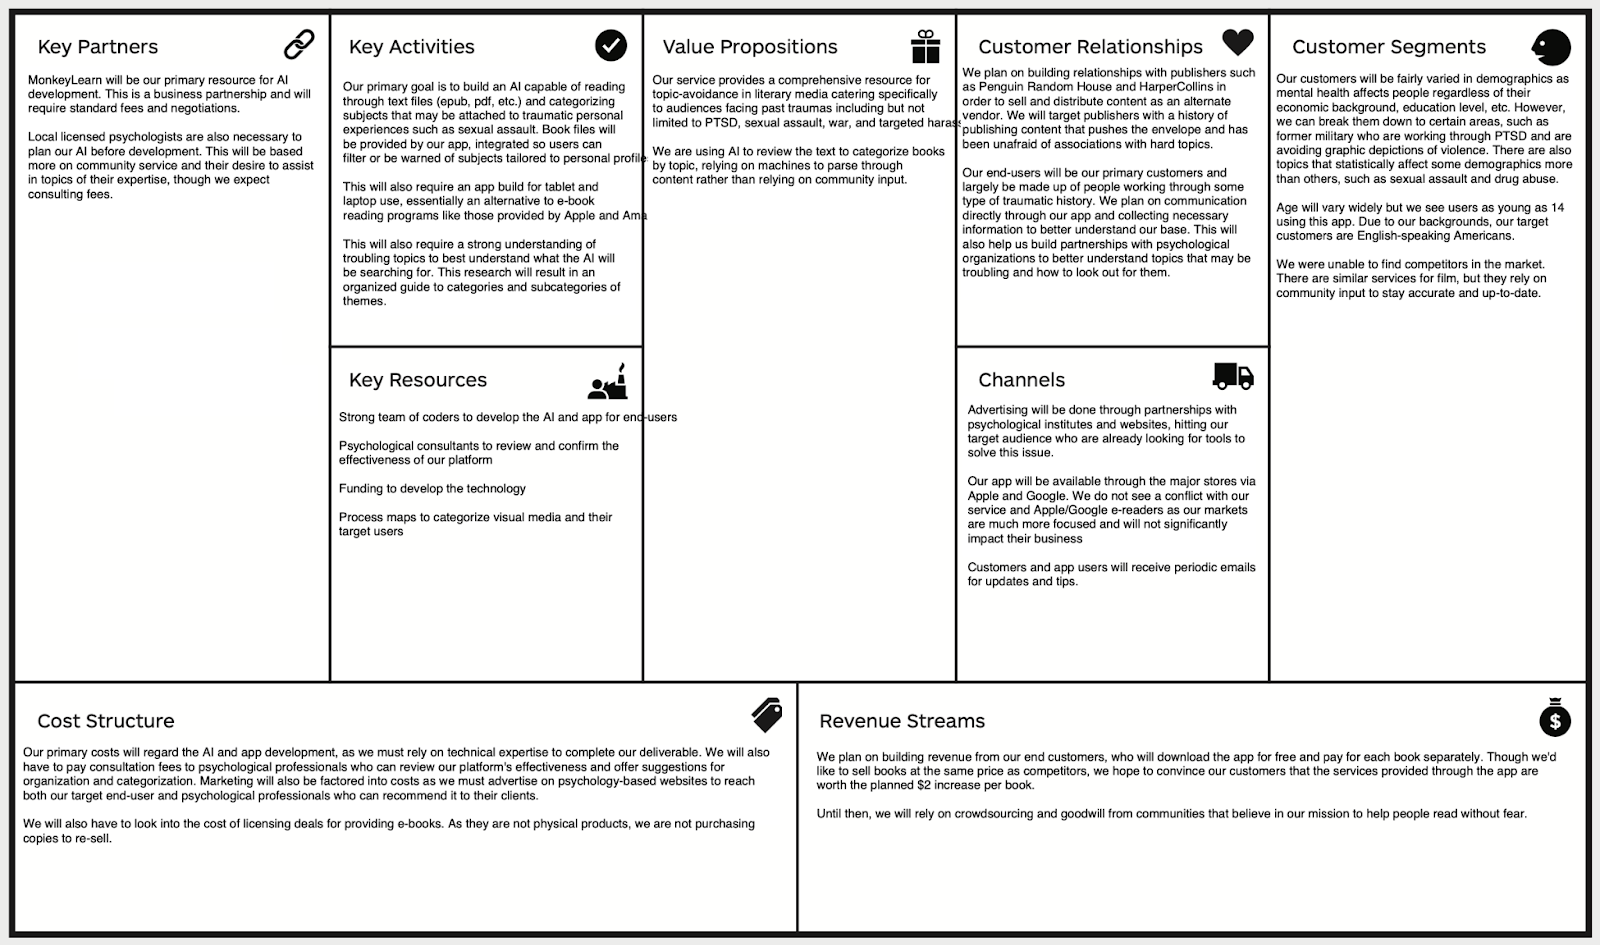 Key Partners
MonkeyLearn will be our primary resource for AI
development. This is a business partnership and will
require standard fees and negotiations.
Local licensed psychologists are also necessary to
plan our AI before development. This will be based
more on community service and their desire to assist
in topics of their expertise, though we expect
consulting fees.
Key Activities
Our primary goal is to build an AI capable of reading
through text files (epub, pdf, etc.) and categorizing
subjects that may be attached to traumatic personal
experiences such as sexual assault. Book files will
be provided by our app, integrated so users can
filter or be warned of subjects tailored to personal profile
This will also require an app build for tablet and
laptop use, essentially an alternative to e-book
reading programs like those provided by Apple and Ama
This will also require a strong understanding of
troubling topics to best understand what the AI will
be searching for. This research will result in an
organized guide to categories and subcategories of
themes.
Key Resources
Strong team of coders to develop the AI and app for end-users
Psychological consultants to review and confirm the
effectiveness of our platform
Funding to develop the technology
Process maps to categorize visual media and their
target users
Value Propositions
Our service provides a comprehensive resource for
topic-avoidance in literary media catering specifically
to audiences facing past traumas including but not
limited to PTSD, sexual assault, war, and targeted haras
We are using AI to review the text to categorize books
by topic, relying on machines to parse through
content rather than relying on community input.
Customer Relationships
We plan on building relationships with publishers such
as Penguin Random House and HarperCollins in
order to sell and distribute content as an alternate
vendor. We will target publishers with a history of
publishing content that pushes the envelope and has
been unafraid of associations with hard topics.
Our end-users will be our primary customers and
largely be made up of people working through some
type of traumatic history. We plan on communication
directly through our app and collecting necessary
information to better understand our base. This will
also help us build partnerships with psychological
organizations to better understand topics that may be
troubling and how to look out for them.
Channels
Advertising will be done through partnerships with
psychological institutes and websites, hitting our
target audience who are already looking for tools to
solve this issue.
Our app will be available through the major stores via
Apple and Google. We do not see a conflict with our
service and Apple/Google e-readers as our markets
are much more focused and will not significantly
impact their business
Customers and app users will receive periodic emails
for updates and tips.
Customer Segments
Our customers will be fairly varied in demographics as
mental health affects people regardless of their
economic background, education level, etc. However,
we can break them down to certain areas, such as
former military who are working through PTSD and are
avoiding graphic depictions of violence. There are also
topics that statistically affect some demographics more
than others, such as sexual assault and drug abuse.
Age will vary widely but we see users as young as 14
using this app. Due to our backgrounds, our target
customers are English-speaking Americans.
We were unable to find competitors in the market.
There are similar services for film, but they rely on
community input to stay accurate and up-to-date.
Cost Structure
Our primary costs will regard the AI and app development, as we must rely on technical expertise to complete our deliverable. We will also
have to pay consultation fees to psychological professionals who can review our platform's effectiveness and offer suggestions for
organization and categorization. Marketing will also be factored into costs as we must advertise on psychology-based websites to reach
both our target end-user and psychological professionals who can recommend it to their clients.
We will also have to look into the cost of licensing deals for providing e-books. As they are not physical products, we are not purchasing
copies to re-sell.
Revenue Streams
We plan on building revenue from our end customers, who will download the app for free and pay for each book separately. Though we'd
like to sell books at the same price as competitors, we hope to convince our customers that the services provided through the app are
worth the planned $2 increase per book.
Until then, we will rely on crowdsourcing and goodwill from communities that believe in our mission to help people read without fear.
$